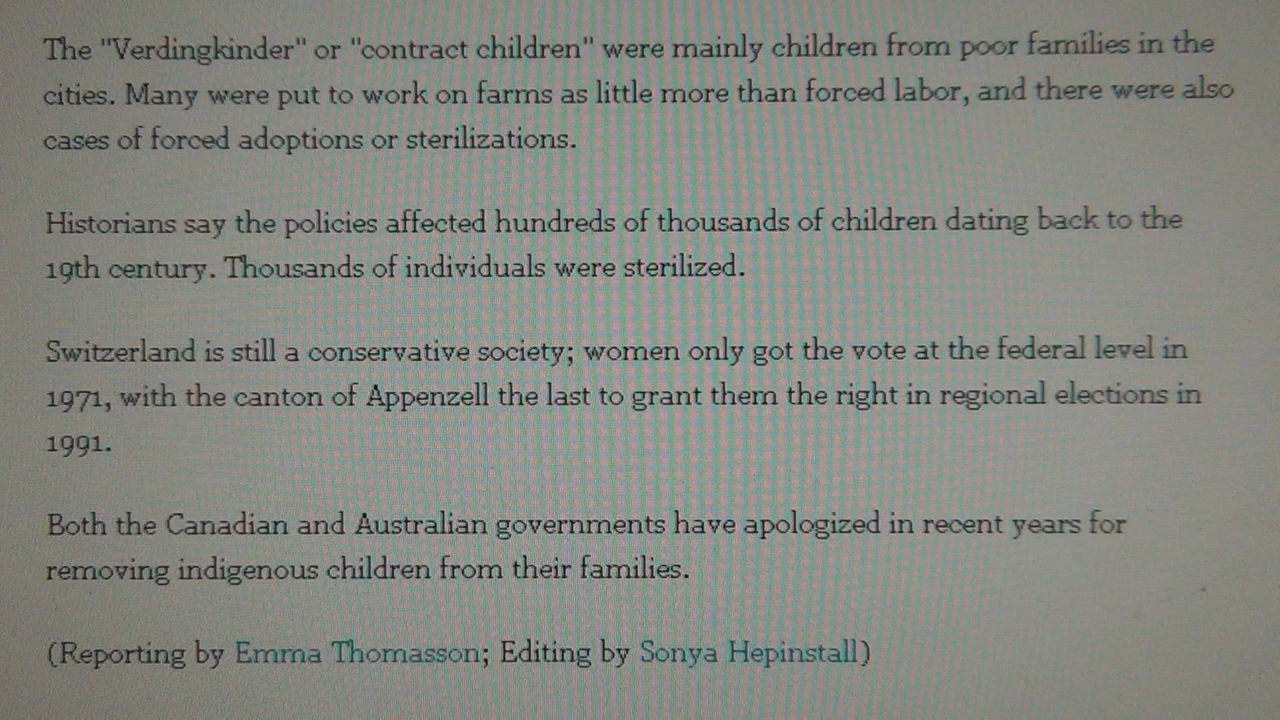 The "Verdingkinder" or "contract children" were mainly children from poor families in the
cities. Many were put to work on farms as little more than forced labor, and there were also
cases of forced adoptions or sterilizations.
Historians say the policies affected hundreds of thousands of children dating back to the
19th century. Thousands of individuals were sterilized.
Switzerland is still a conservative society; women only got the vote at the federal level in
1971, with the canton of Appenzell the last to grant them the right in regional elections in
1991.
Both the Canadian and Australian governments have apologized in recent years for
removing indigenous children from their families.
(Reporting by Emma Thomasson; Editing by Sonya Hepinstall)